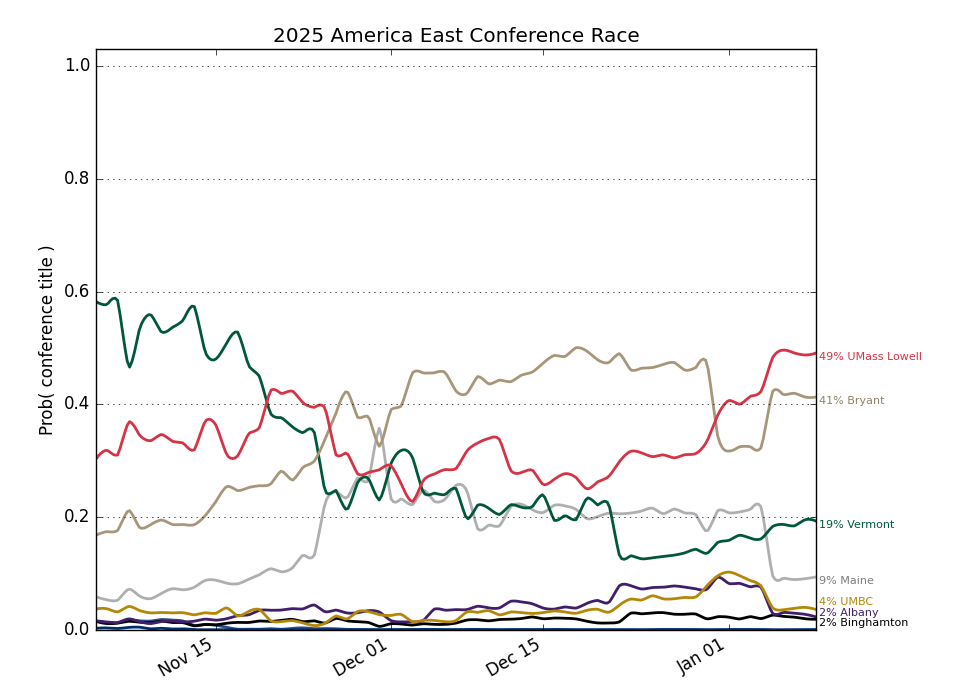 2025 America East Conference Race
Prob( conference title )
1.0
0.8
0.6
0.4
0.2
0.0
Nov 15
Dec 01
Dec 15
Jan 01
49% UMass Lowell
41% Bryant
19% Vermont
9% Maine
4% UMBC
2% Albany
2% Binghamton